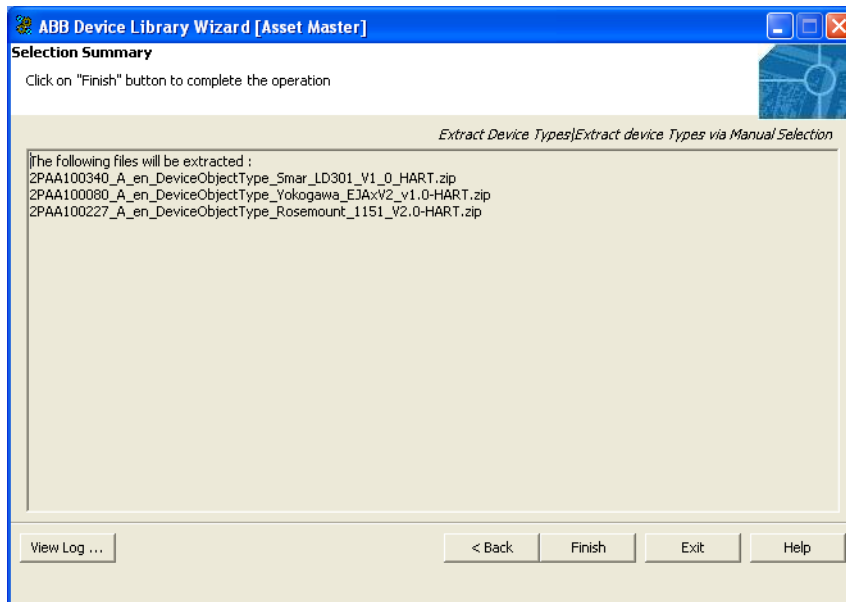 ABB Device Library Wizard [Asset Master]
Selection Summary
Click on "Finish" button to complete the operation
Extract Device Types|Extract device Types via Manual Selection
The following files will be extracted :
2PAA100340_A_en_DeviceObjectType_Smar_LD301_V1_0_HART.zip
2PAA100080_A_en_DeviceObjectType_Yokogawa_EJAxV2_v1.0-HART.zip
2PAA100227_A_en_DeviceObjectType_Rosemount_1151_V2.0-HART.zip
View Log ...
< Back
Finish
Exit
Help